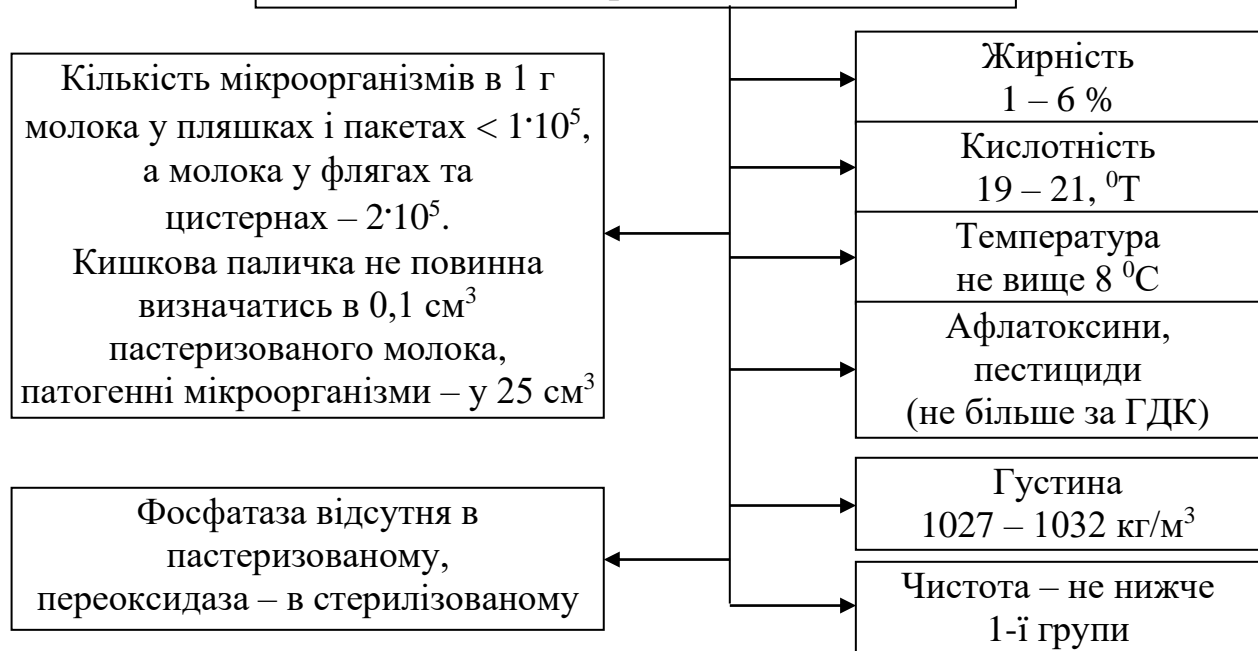 Кількість мікроорганізмів в 1 г
молока у пляшках і пакетах < 1·10⁵,
а молока у флягах та
цистернах – 2·10⁵.
Кишкова паличка не повинна
визначатись в 0,1 см³
пастеризованого молока,
патогенні мікроорганізми – у 25 см³
Фосфатаза відсутня в
пастеризованому,
переоксидаза – в стерилізованому
Жирність
1 – 6 %
Кислотність
19 – 21, ⁰Т
Температура
не вище 8 ⁰С
Афлатоксини,
пестициди
(не більше за ГДК)
Густина
1027 – 1032 кг/м³
Чистота – не нижче
1-ї групи